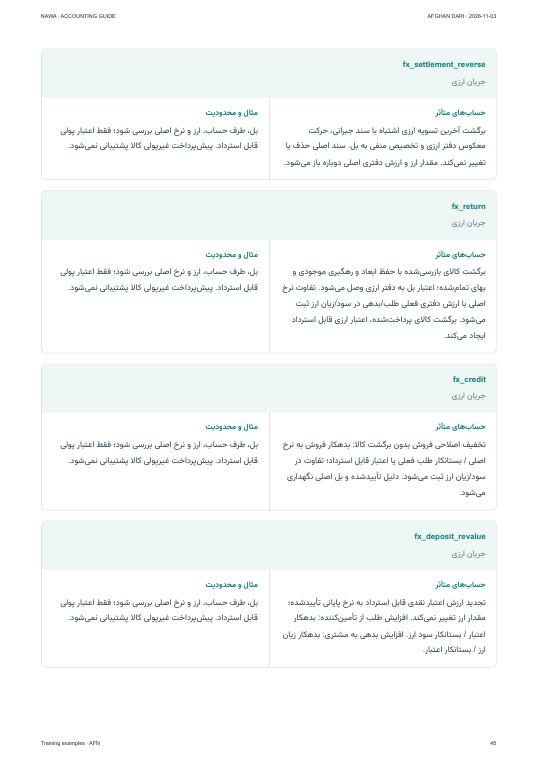 NAWA · ACCOUNTING GUIDE
AFGHAN DARI · 2026-11-03
fx_settlement_reverse
جریان ارزی
حساب‌های متأثر
برگشت آخرین تسویه ارزی اشتباه با سند جبرانی، حرکت
معکوس دفتر ارزی و تخصیص منفی به بل. سند اصلی حذف یا
تغییر نمی‌کند. مقدار ارز و ارزش دفتری اصلی دوباره باز می‌شود.
مثال و محدودیت
بل، طرف حساب، ارز و نرخ اصلی بررسی شود؛ فقط اعتبار پولی
قابل استرداد. پیش‌پرداخت غیرپولی کالا پشتیبانی نمی‌شود.
fx_return
جریان ارزی
حساب‌های متأثر
برگشت کالای بازرسی‌شده با حفظ ابعاد و رهگیری موجودی و
بهای تمام‌شده؛ اعتبار بل به دفتر ارزی وصل می‌شود. تفاوت نرخ
اصلی با ارزش دفتری فعلی طلب/بدهی در سود/زیان ارز ثبت
می‌شود. برگشت کالای پرداخت‌شده، اعتبار ارزی قابل استرداد
ایجاد می‌کند.
مثال و محدودیت
بل، طرف حساب، ارز و نرخ اصلی بررسی شود؛ فقط اعتبار پولی
قابل استرداد. پیش‌پرداخت غیرپولی کالا پشتیبانی نمی‌شود.
fx_credit
جریان ارزی
حساب‌های متأثر
تخفیف اصلاحی فروش بدون برگشت کالا: بدهکار فروش به نرخ
اصلی / بستانکار طلب فعلی یا اعتبار قابل استرداد؛ تفاوت در
سود/زیان ارز ثبت می‌شود. دلیل تأییدشده و بل اصلی نگهداری
می‌شود.
مثال و محدودیت
بل، طرف حساب، ارز و نرخ اصلی بررسی شود؛ فقط اعتبار پولی
قابل استرداد. پیش‌پرداخت غیرپولی کالا پشتیبانی نمی‌شود.
fx_deposit_revalue
جریان ارزی
حساب‌های متأثر
تجدید ارزش اعتبار نقدی قابل استرداد به نرخ پایانی تأییدشده؛
مقدار ارز تغییر نمی‌کند. افزایش طلب از تأمین‌کننده: بدهکار
اعتبار / بستانکار سود ارز. افزایش بدهی به مشتری: بدهکار زیان
ارز / بستانکار اعتبار.
مثال و محدودیت
بل، طرف حساب، ارز و نرخ اصلی بررسی شود؛ فقط اعتبار پولی
قابل استرداد. پیش‌پرداخت غیرپولی کالا پشتیبانی نمی‌شود.
Training examples · AFN
45